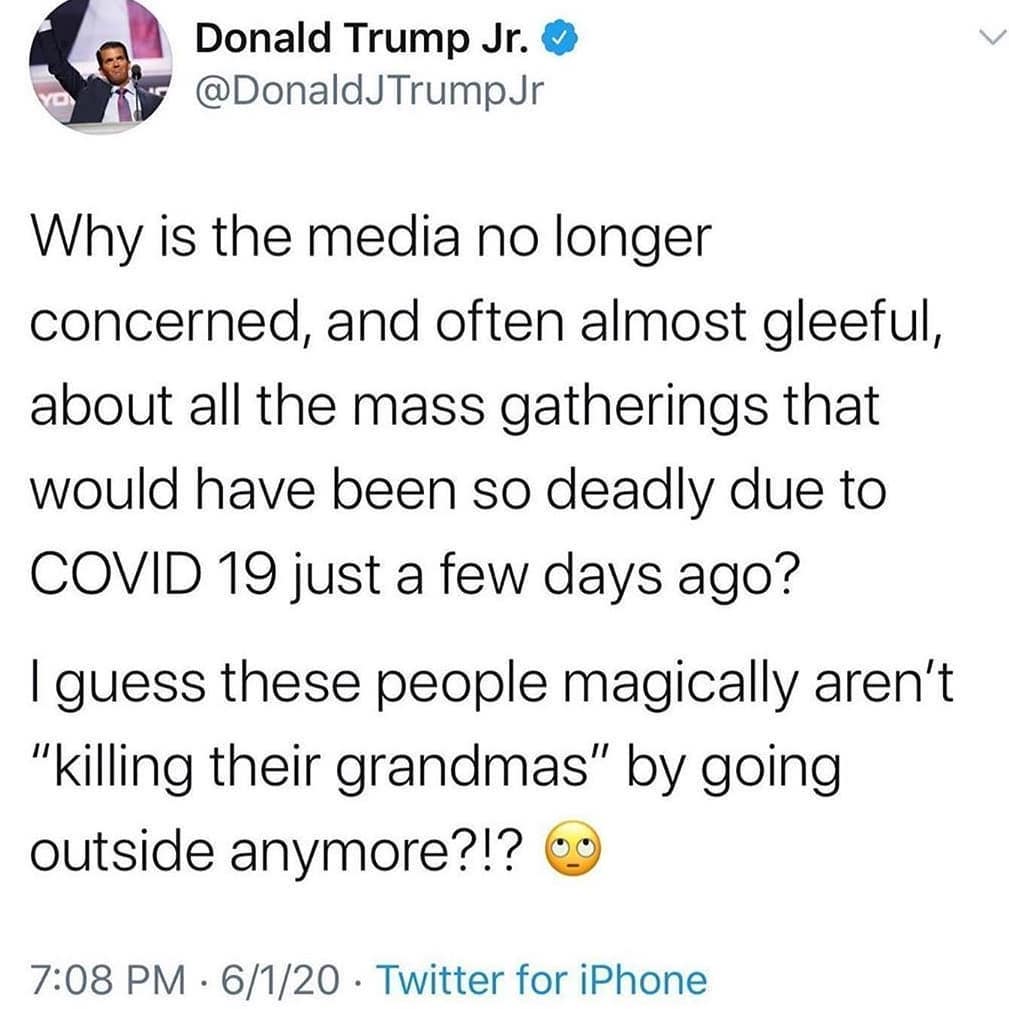 Donald Trump Jr.
@DonaldJTrumpJr
Why is the media no longer
concerned, and often almost gleeful,
about all the mass gatherings that
would have been so deadly due to
COVID 19 just a few days ago?
I guess these people magically aren't
"killing their grandmas" by going
outside anymore?!? 🙄
7:08 PM · 6/1/20 · Twitter for iPhone